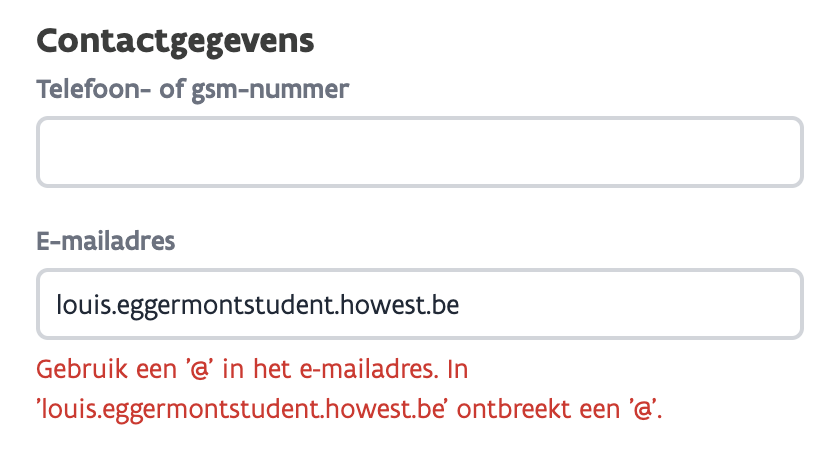 Contactgegevens
Telefoon- of gsm-nummer
E-mailadres
louis.eggermontstudent.howest.be
Gebruik een '@' in het e-mailadres. In
'louis.eggermontstudent.howest.be' ontbreekt een '@'.